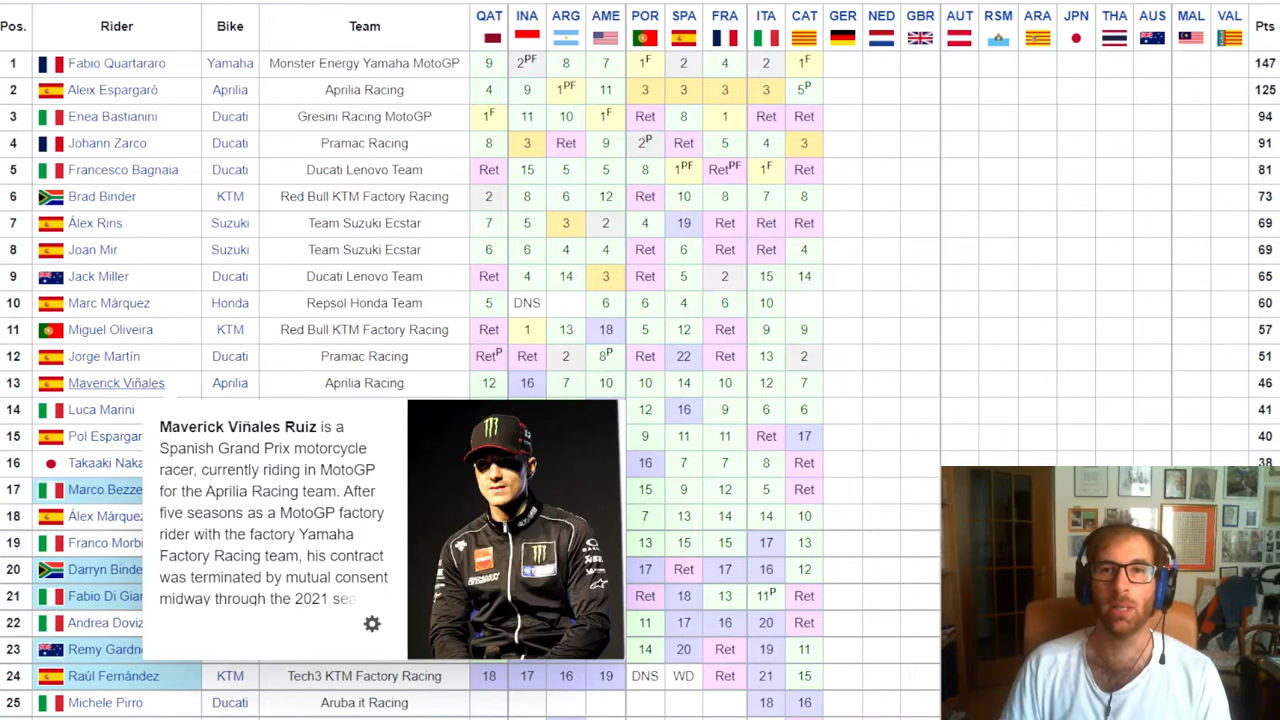 Pos. Rider Bike Team QAT INA ARG AME POR SPA FRA ITA CAT GER NED GBR AUT RSM ARA JPN THA AUS MAL VAL Pts
1 Fabio Quartararo Yamaha Monster Energy Yamaha MotoGP 9 2PF 8 7 1F 2 4 2 1F 147
2 Aleix Espargaró Aprilia Aprilia Racing 4 9 1PF 11 3 3 3 3 5P 125
3 Enea Bastianini Ducati Gresini Racing MotoGP 1F 11 10 1F Ret 8 1 Ret Ret 94
4 Johann Zarco Ducati Pramac Racing 8 3 Ret 9 2P Ret 5 4 3 91
5 Francesco Bagnaia Ducati Ducati Lenovo Team Ret 15 5 5 8 1PF RetPF 1F Ret 81
6 Brad Binder KTM Red Bull KTM Factory Racing 2 8 6 12 Ret 10 8 7 8 73
7 Álex Rins Suzuki Team Suzuki Ecstar 7 5 3 2 4 19 Ret Ret Ret 69
8 Joan Mir Suzuki Team Suzuki Ecstar 6 6 4 4 Ret 6 Ret Ret 4 69
9 Jack Miller Ducati Ducati Lenovo Team Ret 4 14 3 Ret 5 2 15 14 65
10 Marc Márquez Honda Repsol Honda Team 5 DNS 6 6 4 6 10 60
11 Miguel Oliveira KTM Red Bull KTM Factory Racing Ret 1 13 18 5 12 Ret 9 9 57
12 Jorge Martín Ducati Pramac Racing RetP Ret 2 8P Ret 22 Ret 13 2 51
13 Maverick Viñales Aprilia Aprilia Racing 12 16 7 10 10 14 10 12 7 46
14 Luca Marini 12 16 9 6 6 41
15 Pol Espargar 9 11 11 Ret 17 40
16 Takaaki Naka 16 7 7 8 Ret 38
17 Marco Bezze 15 9 12 5 Ret
18 Álex Márquez 7 13 14 14 10
19 Franco Morbi 13 15 15 17 13
20 Darryn Binde 17 Ret 17 16 12
21 Fabio Di Gian Ret 18 13 11P Ret
22 Andrea Doviz 11 17 16 20 Ret
23 Remy Gardne 14 20 Ret 19 11
24 Raúl Fernández KTM Tech3 KTM Factory Racing 18 17 16 19 DNS WD Ret 21 15
25 Michele Pirro Ducati Aruba.it Racing 18 16
Maverick Viñales Ruiz is a
Spanish Grand Prix motorcycle
racer, currently riding in MotoGP
for the Aprilia Racing team. After
five seasons as a MotoGP factory
rider with the factory Yamaha
Factory Racing team, his contract
was terminated by mutual consent
midway through the 2021 sea